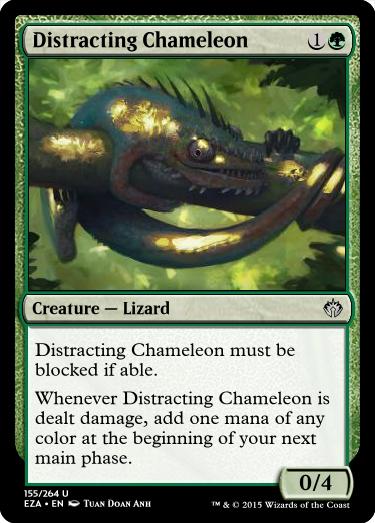 Distracting Chameleon 1
Creature — Lizard
Distracting Chameleon must be
blocked if able.
Whenever Distracting Chameleon is
dealt damage, add one mana of any
color at the beginning of your next
main phase.
0/4
155/264 U
EZA • EN Tuan Doan Anh ™ & © 2015 Wizards of the Coast